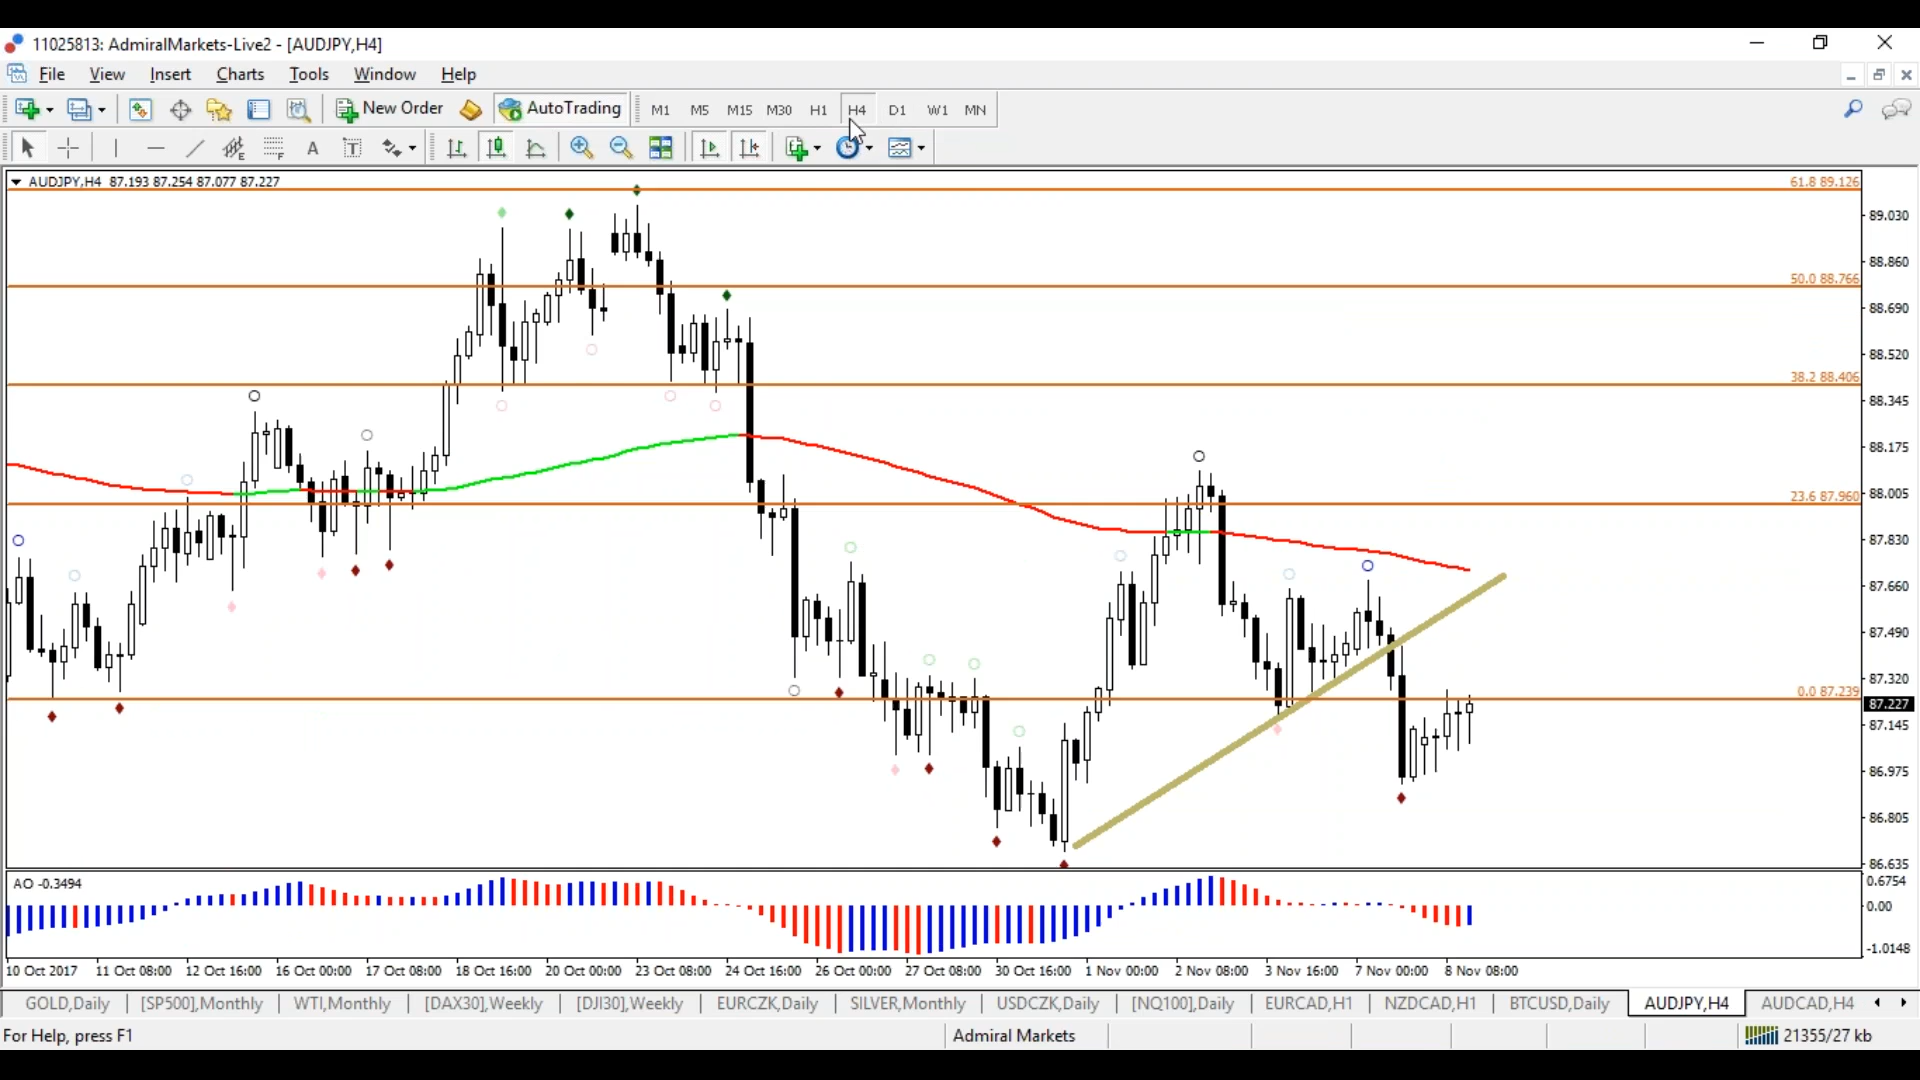 11025813: AdmiralMarkets-Live2 - [AUDJPY,H4]
File View Insert Charts Tools Window Help
New Order AutoTrading M1 M5 M15 M30 H1 H4 D1 W1 MN
A T
AUDJPY,H4 87.193 87.254 87.077 87.227
61.8 89.126
89.030
88.860
50.0 88.766
88.690
88.520
38.2 88.406
88.345
88.175
23.6 87.960
88.005
87.830
87.660
87.490
87.320
0.0 87.239
87.227
87.145
86.975
86.805
86.635
AO -0.3494
0.6754
0.00
-1.0148
10 Oct 2017 11 Oct 08:00 12 Oct 16:00 16 Oct 00:00 17 Oct 08:00 18 Oct 16:00 20 Oct 00:00 23 Oct 08:00 24 Oct 16:00 26 Oct 00:00 27 Oct 08:00 30 Oct 16:00 1 Nov 00:00 2 Nov 08:00 3 Nov 16:00 7 Nov 00:00 8 Nov 08:00
GOLD,Daily [SP500],Monthly WTI,Monthly [DAX30],Weekly [DJI30],Weekly EURCZK,Daily SILVER,Monthly USDCZK,Daily [NQ100],Daily EURCAD,H1 NZDCAD,H1 BTCUSD,Daily AUDJPY,H4 AUDCAD,H4
For Help, press F1 Admiral Markets 21355/27 kb